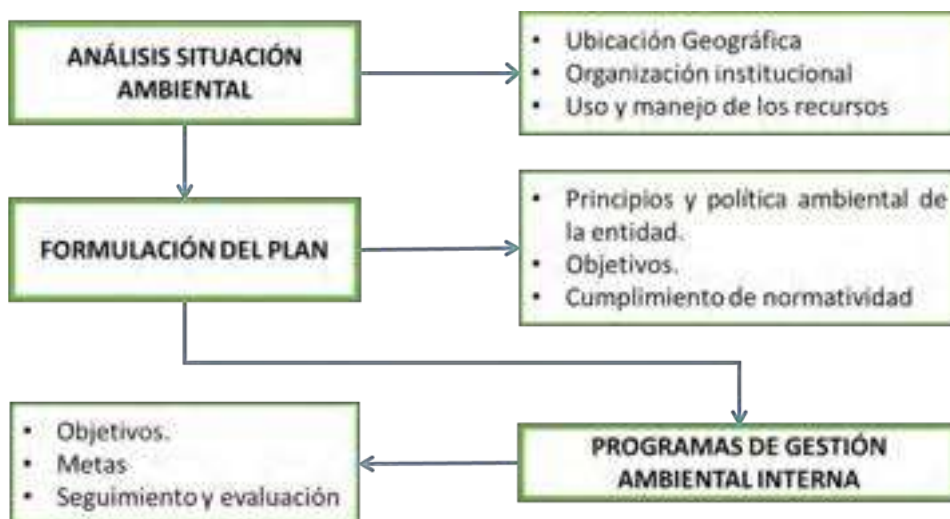 ANÁLISIS SITUACIÓN
AMBIENTAL
• Ubicación Geográfica
• Organización institucional
• Uso y manejo de los recursos
FORMULACIÓN DEL PLAN
• Principios y política ambiental de
la entidad.
• Objetivos.
• Cumplimiento de normatividad
• Objetivos.
• Metas
• Seguimiento y evaluación
PROGRAMAS DE GESTIÓN
AMBIENTAL INTERNA